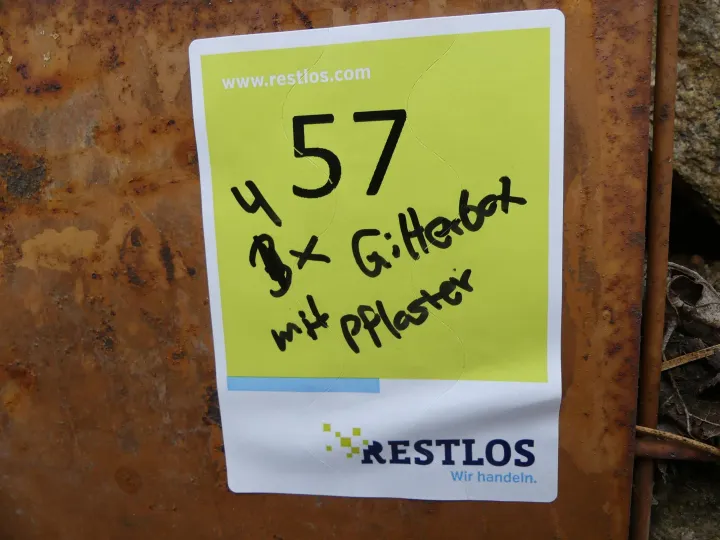 www.restlos.com
57
4
x Gitterbox
mit pflaster
RESTLOS
Wir handeln.